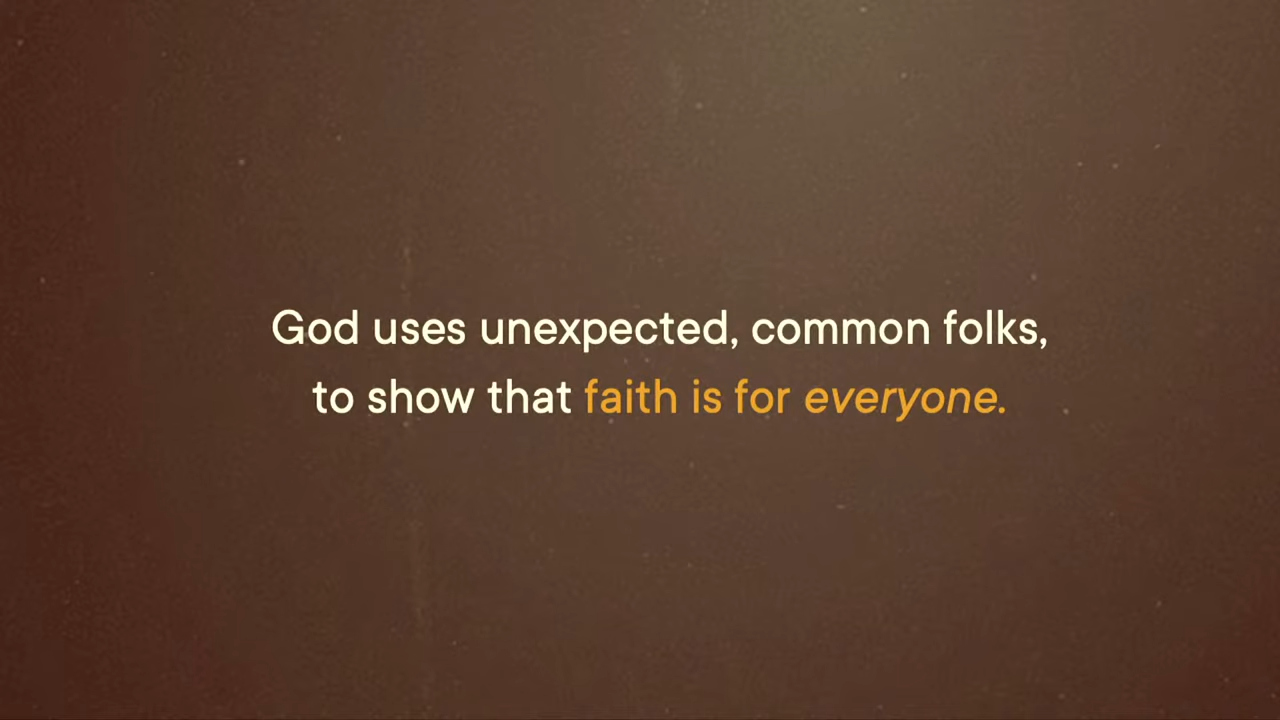 God uses unexpected, common folks,
to show that faith is for everyone.